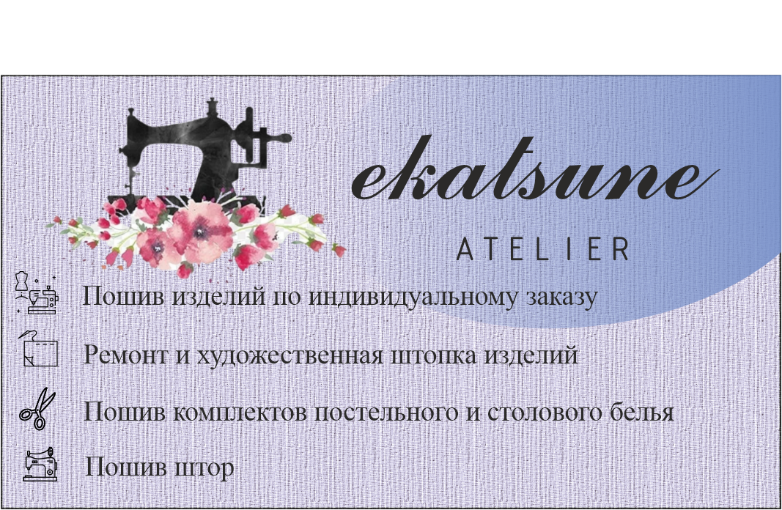 ekatsune
ATELIER
Пошив изделий по индивидуальному заказу
Ремонт и художественная штопка изделий
Пошив комплектов постельного и столового белья
Пошив штор